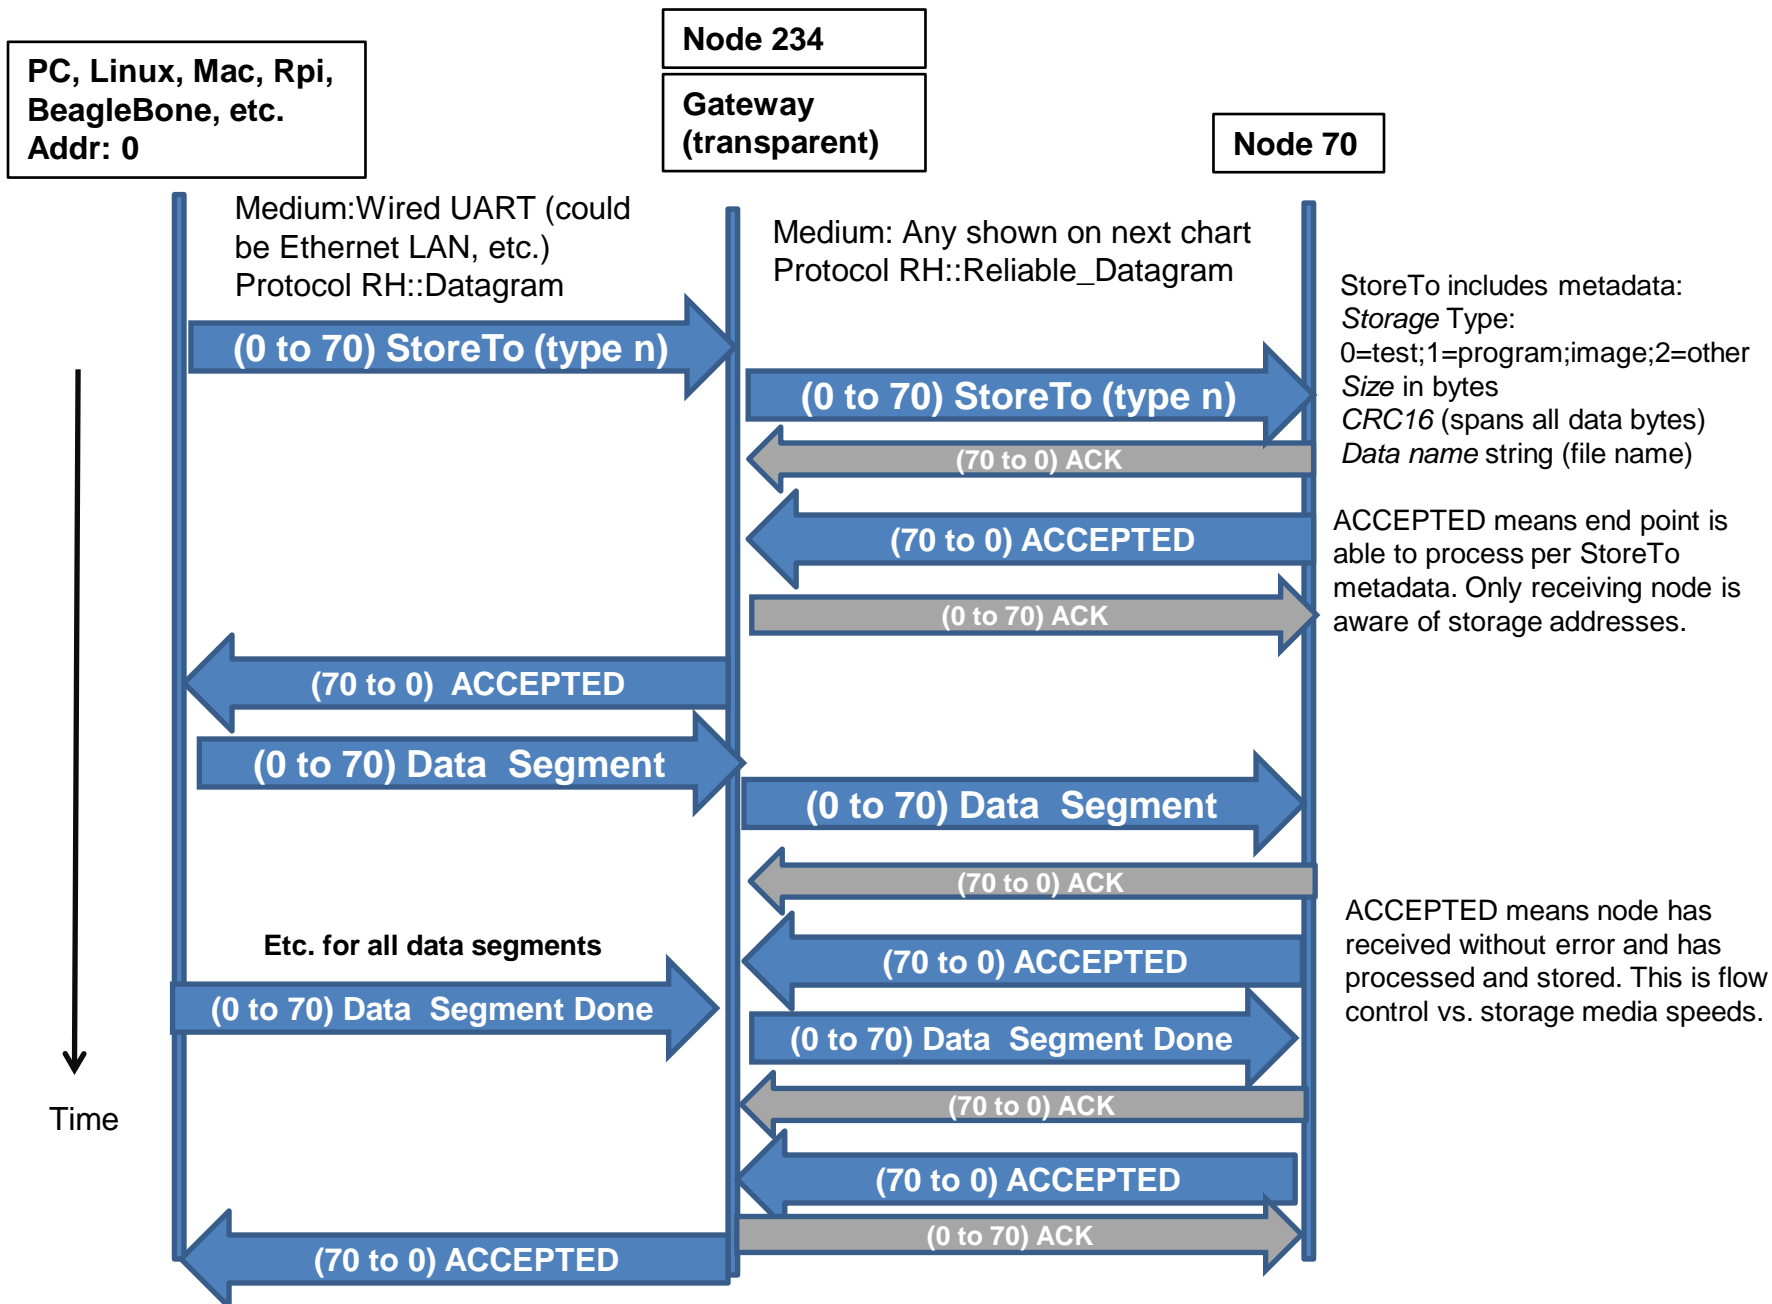 PC, Linux, Mac, Rpi,
BeagleBone, etc.
Addr: 0
Node 234
Gateway
(transparent)
Node 70
Medium:Wired UART (could
be Ethernet LAN, etc.)
Protocol RH::Datagram
Medium: Any shown on next chart
Protocol RH::Reliable_Datagram
StoreTo includes metadata:
Storage Type:
0=test;1=program;image;2=other
Size in bytes
CRC16 (spans all data bytes)
Data name string (file name)
(0 to 70) StoreTo (type n)
(0 to 70) StoreTo (type n)
(70 to 0) ACK
(70 to 0) ACCEPTED
ACCEPTED means end point is
able to process per StoreTo
metadata. Only receiving node is
aware of storage addresses.
(0 to 70) ACK
(70 to 0)  ACCEPTED
(0 to 70) Data  Segment
(0 to 70) Data  Segment
(70 to 0) ACK
Etc. for all data segments
(70 to 0) ACCEPTED
ACCEPTED means node has
received without error and has
processed and stored. This is flow
control vs. storage media speeds.
(0 to 70) Data  Segment Done
(0 to 70) Data  Segment Done
Time
(70 to 0) ACK
(70 to 0) ACCEPTED
(0 to 70) ACK
(70 to 0) ACCEPTED